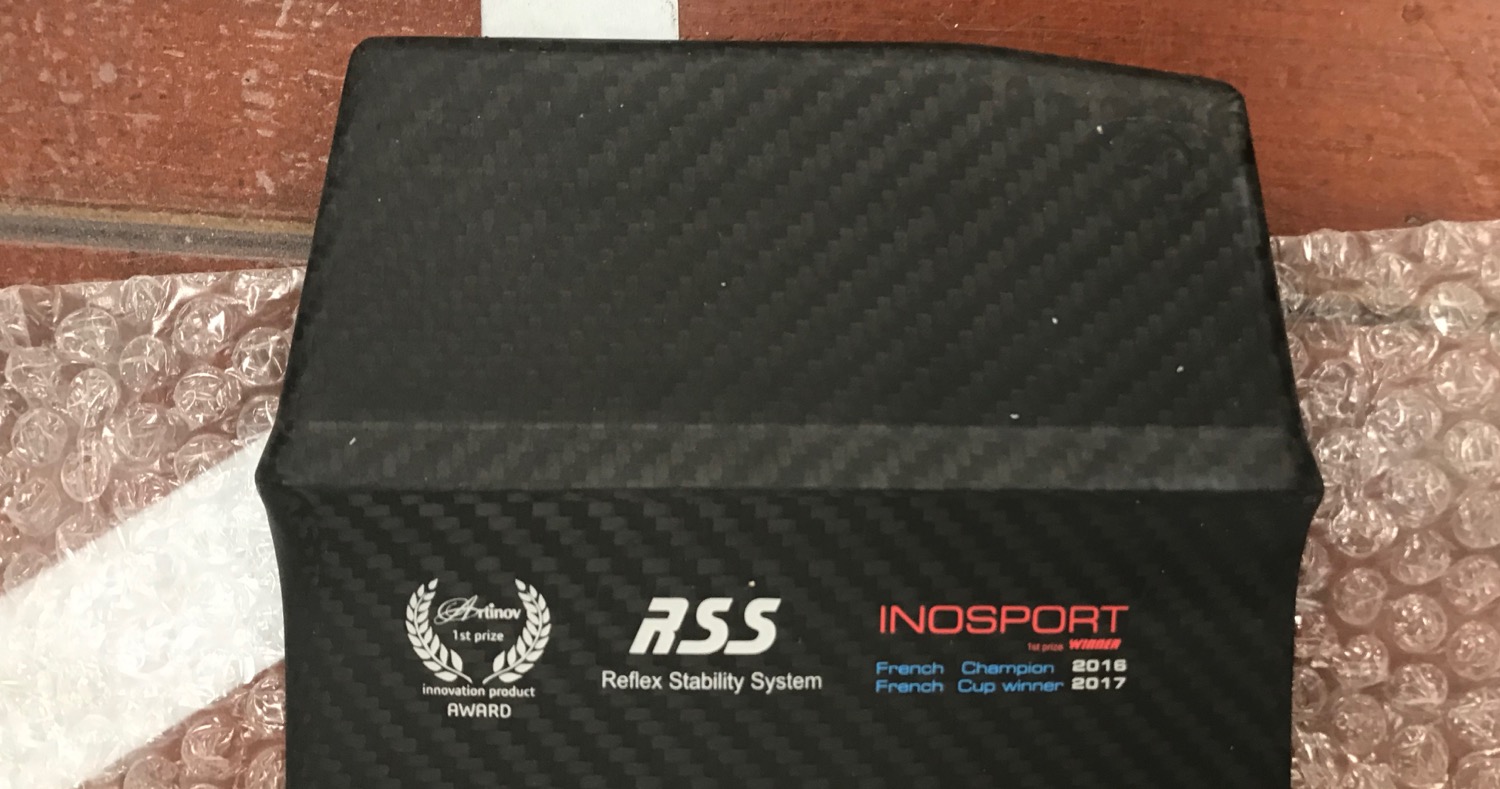 Artinov
1st prize
innovation product
AWARD
RSS
Reflex Stability System
INOSPORT
1st prize WINNER
French Champion 2016
French Cup winner 2017